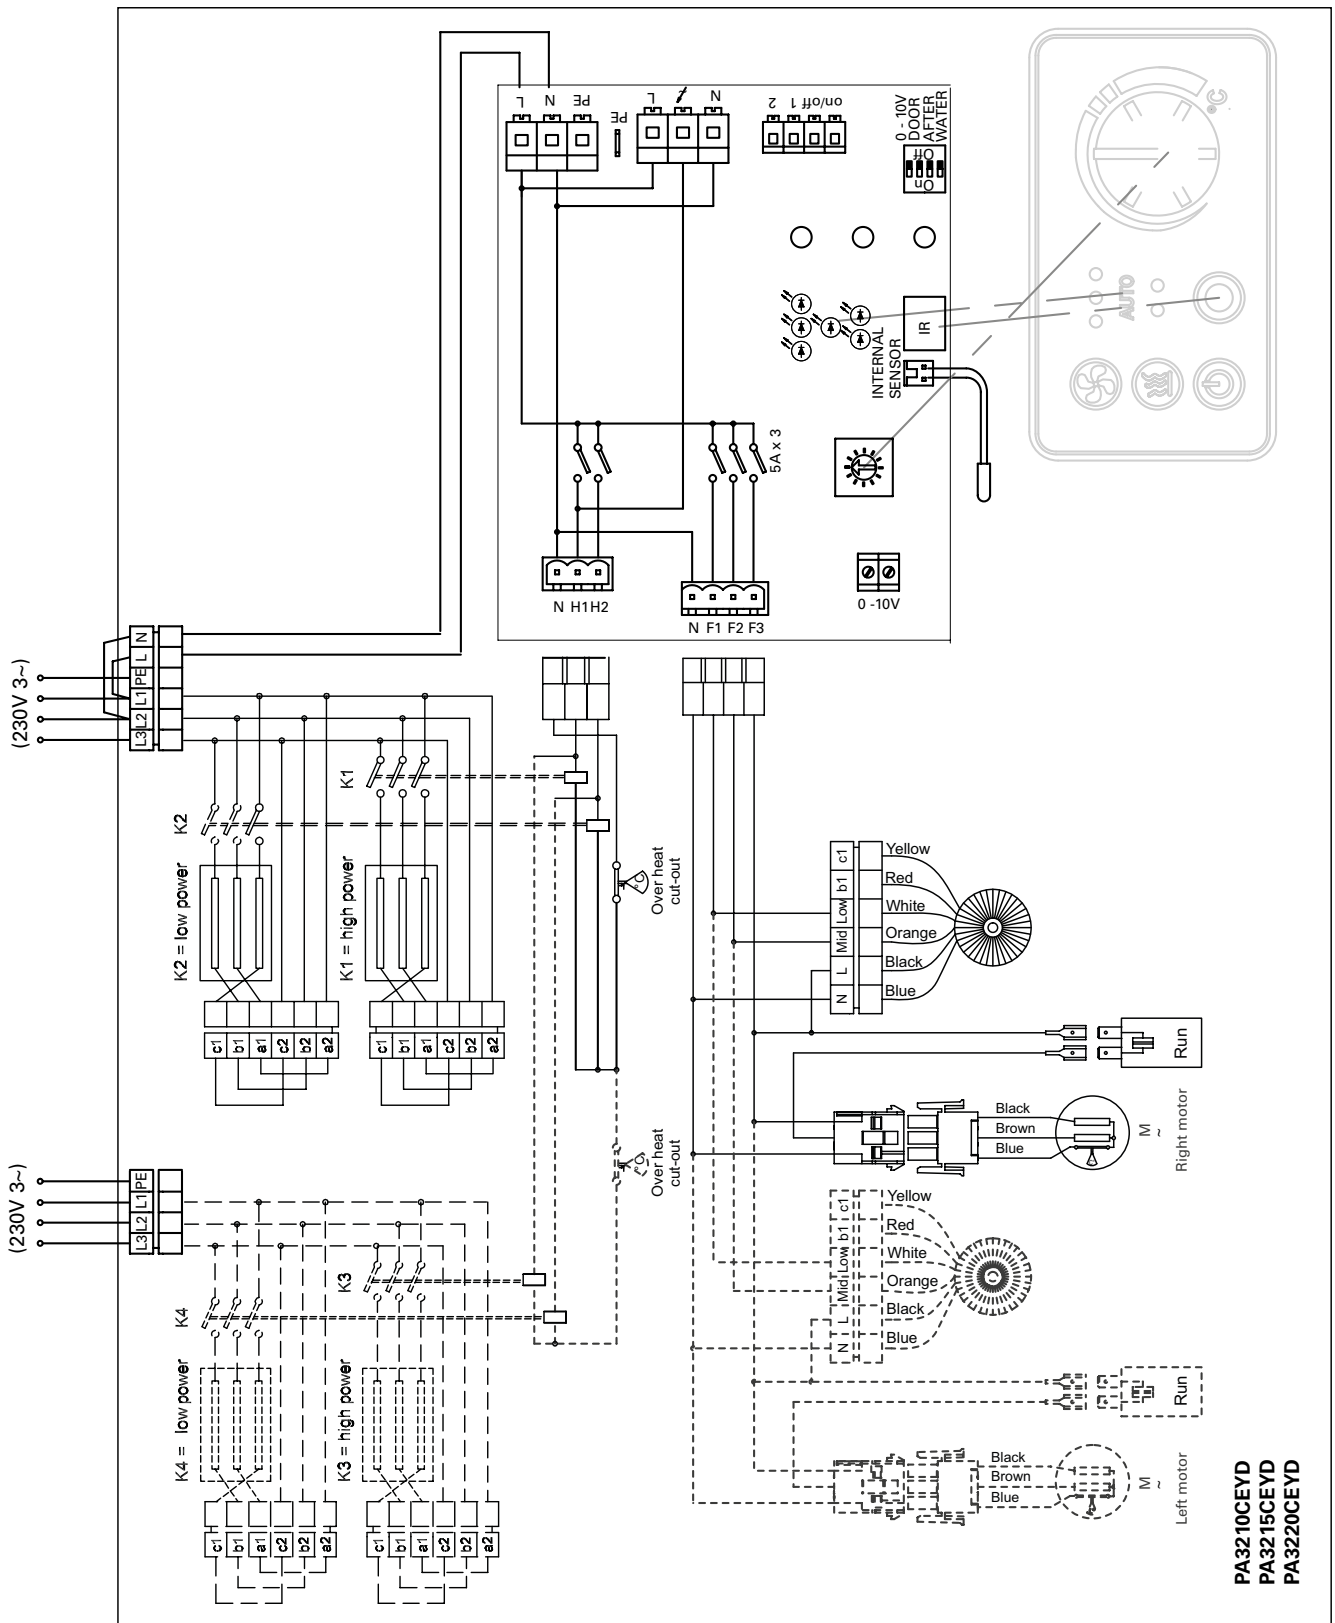 L N PE
PE
L N
2 1 on/off
0 - 10V
DOOR
AFTER
WATER
Off
On
°C
AUTO
IR
INTERNAL
SENSOR
5A x 3
N H1 H2
N F1 F2 F3
0 -10V
(230V 3~)
N
L
PE
L1
L2
L3
K1
K2
K2 = low power
K1 = high power
c1 b1 a1 c2 b2 a2
c1 b1 a1 c2 b2 a2
°C
Over heat
cut-out
c1
b1
Low
Mid
L
N
Yellow
Red
White
Orange
Black
Blue
Run
Black
Brown
Blue
M
~
Right motor
(230V 3~)
PE
L1
L2
L3
K3
K4
K4 = low power
K3 = high power
c1 b1 a1 c2 b2 a2
c1 b1 a1 c2 b2 a2
°C
Over heat
cut-out
c1
b1
Low
Mid
L
N
Yellow
Red
White
Orange
Black
Blue
Run
Black
Brown
Blue
M
~
Left motor
PA3210CEYD
PA3215CEYD
PA3220CEYD